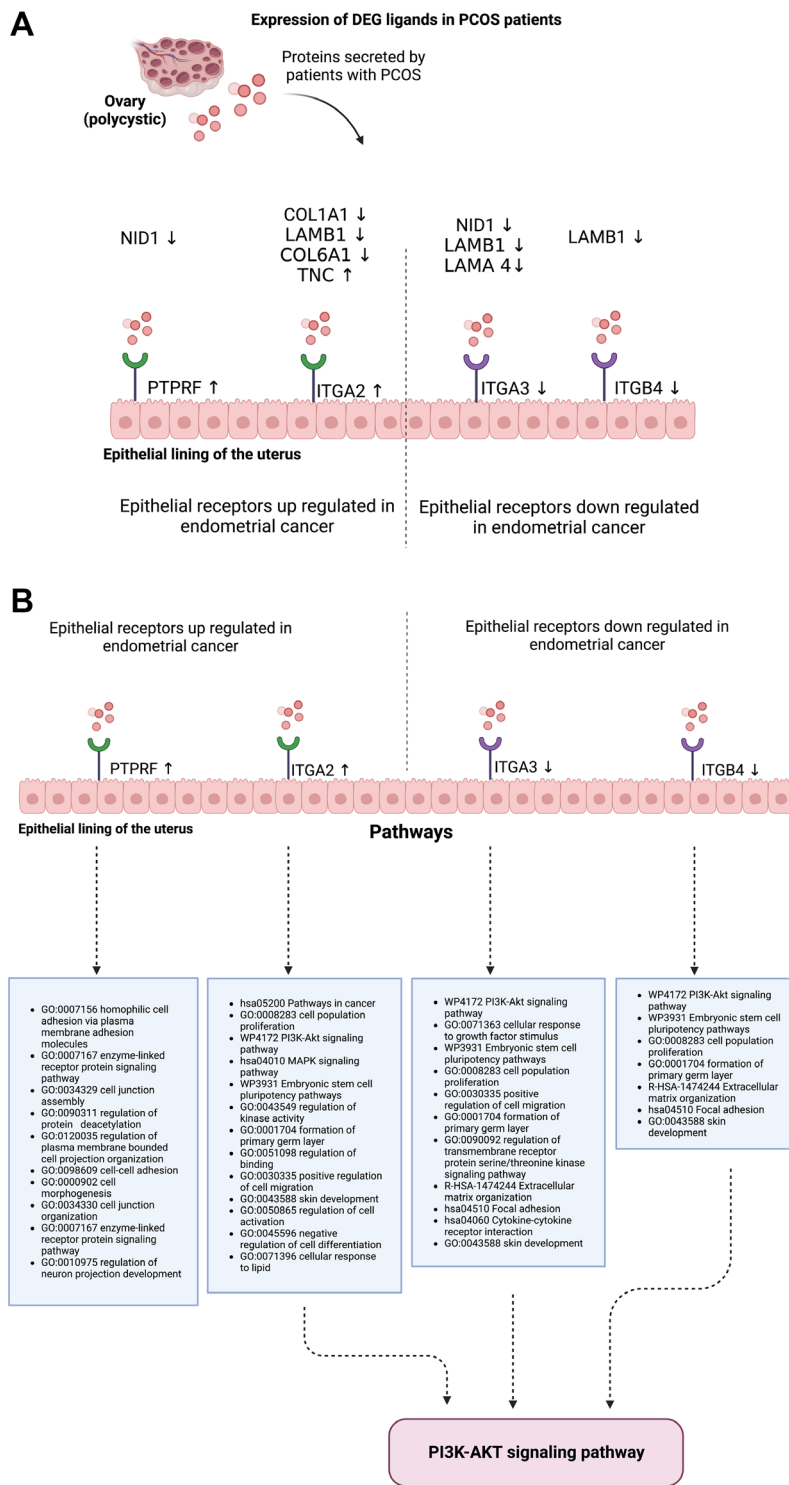 A
Expression of DEG ligands in PCOS patients
Proteins secreted by
patients with PCOS
Ovary
(polycystic)
NID1 ↓
COL1A1 ↓
LAMB1 ↓
COL6A1 ↓
TNC ↑
NID1 ↓
LAMB1 ↓
LAMA 4↓
LAMB1 ↓
PTPRF ↑
ITGA2 ↑
ITGA3 ↓
ITGB4 ↓
Epithelial lining of the uterus
Epithelial receptors up regulated in
endometrial cancer
Epithelial receptors down regulated
in endometrial cancer
B
Epithelial receptors up regulated in
endometrial cancer
Epithelial receptors down regulated in
endometrial cancer
PTPRF ↑
ITGA2 ↑
ITGA3 ↓
ITGB4 ↓
Epithelial lining of the uterus
Pathways
• GO:0007156 homophilic cell
adhesion via plasma
membrane adhesion
molecules
• GO:0007167 enzyme-linked
receptor protein signaling
pathway
• GO:0034329 cell junction
assembly
• GO:0090311 regulation of
protein deacetylation
• GO:0120035 regulation of
plasma membrane bounded
cell projection organization
• GO:0098609 cell-cell adhesion
• GO:0000902 cell
morphogenesis
• GO:0034330 cell junction
organization
• GO:0007167 enzyme-linked
receptor protein signaling
pathway
• GO:0010975 regulation of
neuron projection development
• hsa05200 Pathways in cancer
• GO:0008283 cell population
proliferation
• WP4172 PI3K-Akt signaling
pathway
• hsa04010 MAPK signaling
pathway
• WP3931 Embryonic stem cell
pluripotency pathways
• GO:0043549 regulation of
kinase activity
• GO:0001704 formation of
primary germ layer
• GO:0051098 regulation of
binding
• GO:0030335 positive regulation
of cell migration
• GO:0043588 skin development
• GO:0050865 regulation of cell
activation
• GO:0045596 negative
regulation of cell differentiation
• GO:0071396 cellular response
to lipid
• WP4172 PI3K-Akt signaling
pathway
• GO:0071363 cellular response
to growth factor stimulus
• WP3931 Embryonic stem cell
pluripotency pathways
• GO:0008283 cell population
proliferation
• GO:0030335 positive
regulation of cell migration
• GO:0001704 formation of
primary germ layer
• GO:0090092 regulation of
transmembrane receptor
protein serine/threonine kinase
signaling pathway
• R-HSA-1474244 Extracellular
matrix organization
• hsa04510 Focal adhesion
• hsa04060 Cytokine-cytokine
receptor interaction
• GO:0043588 skin development
• WP4172 PI3K-Akt signaling
pathway
• WP3931 Embryonic stem cell
pluripotency pathways
• GO:0008283 cell population
proliferation
• GO:0001704 formation of
primary germ layer
• R-HSA-1474244 Extracellular
matrix organization
• hsa04510 Focal adhesion
• GO:0043588 skin
development
PI3K-AKT signaling pathway